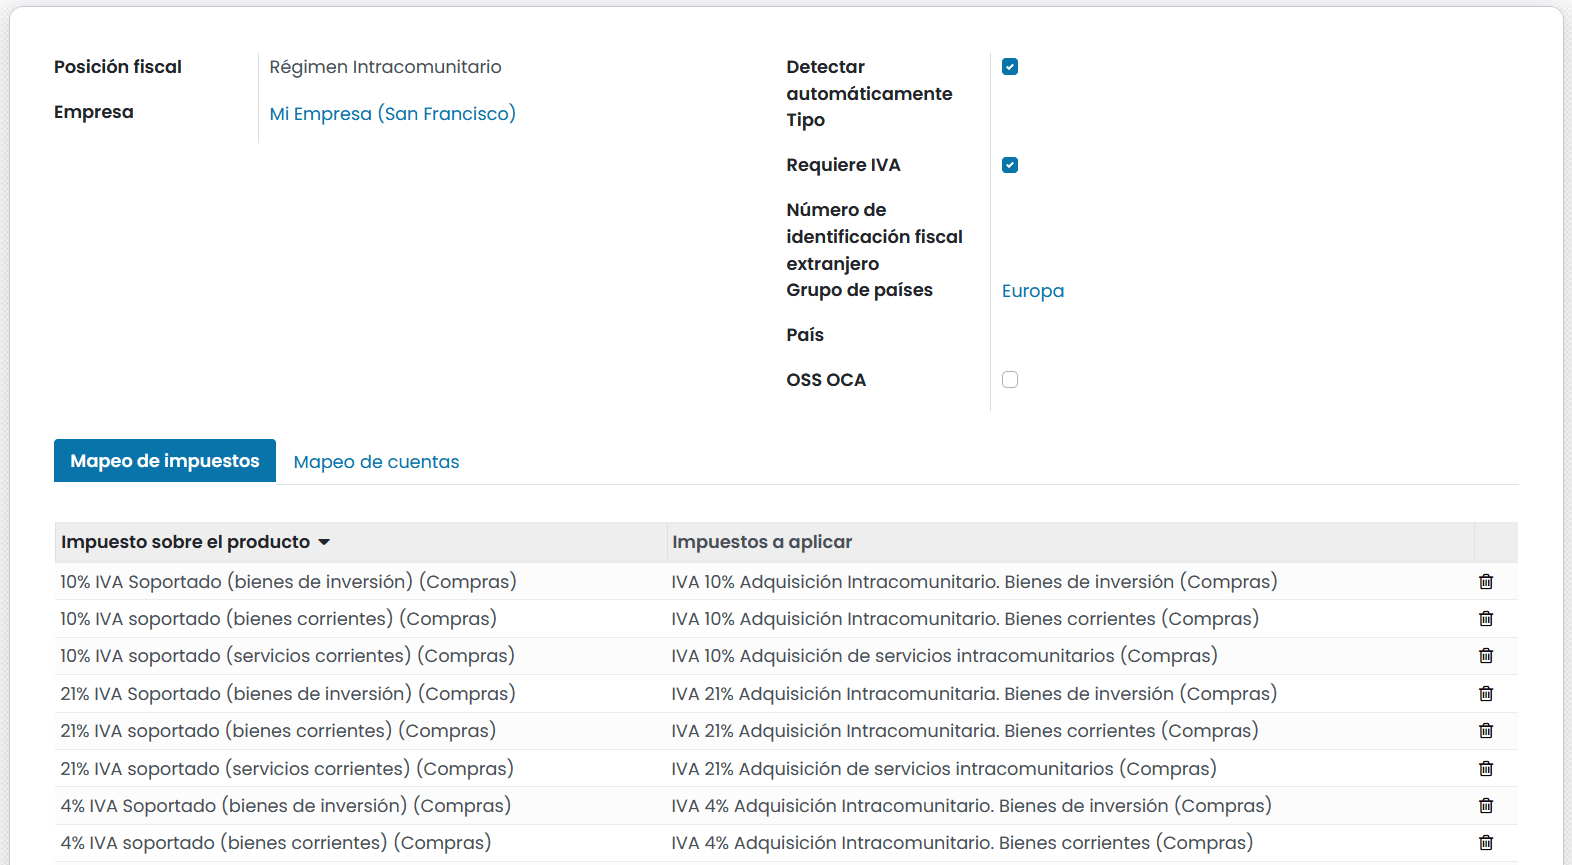 Posición fiscal
Régimen Intracomunitario
Empresa
Mi Empresa (San Francisco)
Detectar
automáticamente
Tipo
Requiere IVA
Número de
identificación fiscal
extranjero
Grupo de países
Europa
País
OSS OCA
Mapeo de impuestos
Mapeo de cuentas
Impuesto sobre el producto
Impuestos a aplicar
10% IVA Soportado (bienes de inversión) (Compras)
IVA 10% Adquisición Intracomunitario. Bienes de inversión (Compras)
10% IVA soportado (bienes corrientes) (Compras)
IVA 10% Adquisición Intracomunitario. Bienes corrientes (Compras)
10% IVA soportado (servicios corrientes) (Compras)
IVA 10% Adquisición de servicios intracomunitarios (Compras)
21% IVA Soportado (bienes de inversión) (Compras)
IVA 21% Adquisición Intracomunitaria. Bienes de inversión (Compras)
21% IVA soportado (bienes corrientes) (Compras)
IVA 21% Adquisición Intracomunitaria. Bienes corrientes (Compras)
21% IVA soportado (servicios corrientes) (Compras)
IVA 21% Adquisición de servicios intracomunitarios (Compras)
4% IVA Soportado (bienes de inversión) (Compras)
IVA 4% Adquisición Intracomunitario. Bienes de inversión (Compras)
4% IVA soportado (bienes corrientes) (Compras)
IVA 4% Adquisición Intracomunitario. Bienes corrientes (Compras)